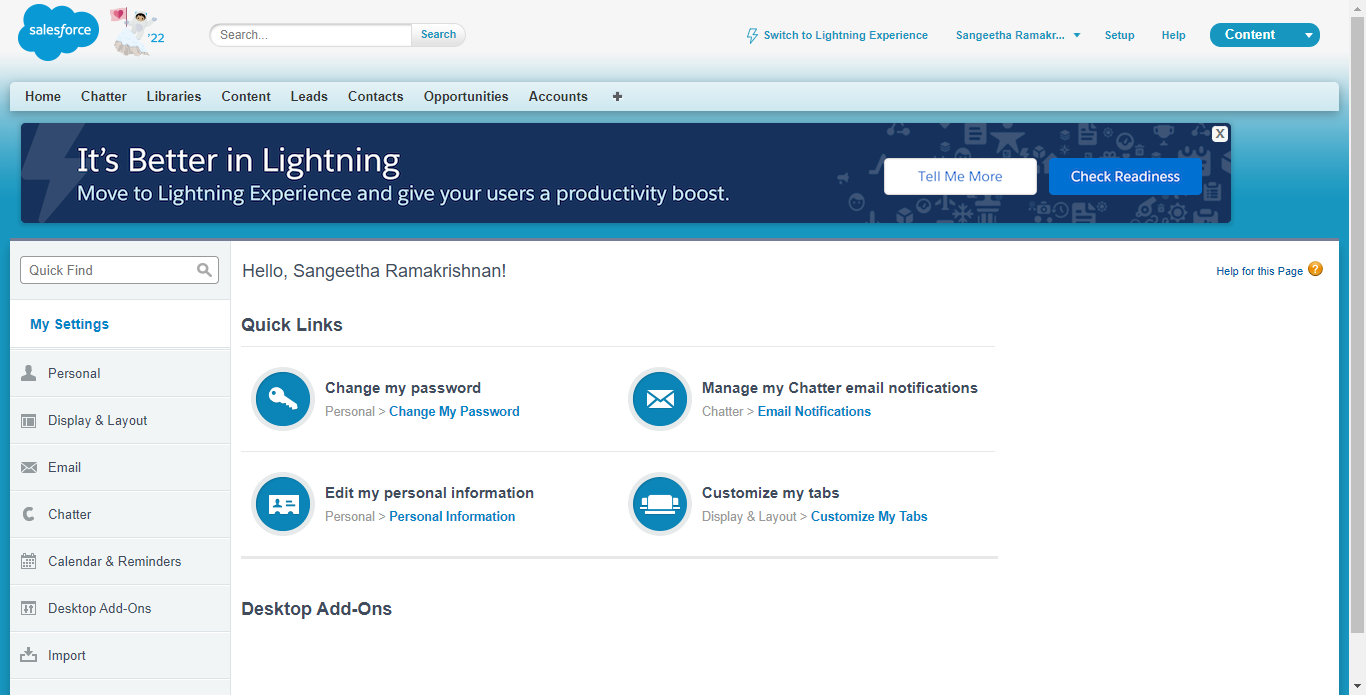 salesforce
'22
Search...
Search
Switch to Lightning Experience
Sangeetha Ramakr...
Setup
Help
Content
Home Chatter Libraries Content Leads Contacts Opportunities Accounts +
It's Better in Lightning
Move to Lightning Experience and give your users a productivity boost.
Tell Me More
Check Readiness
X
Quick Find
My Settings
Personal
Display & Layout
Email
Chatter
Calendar & Reminders
Desktop Add-Ons
Import
Hello, Sangeetha Ramakrishnan!
Help for this Page ?
Quick Links
Change my password
Personal > Change My Password
Manage my Chatter email notifications
Chatter > Email Notifications
Edit my personal information
Personal > Personal Information
Customize my tabs
Display & Layout > Customize My Tabs
Desktop Add-Ons